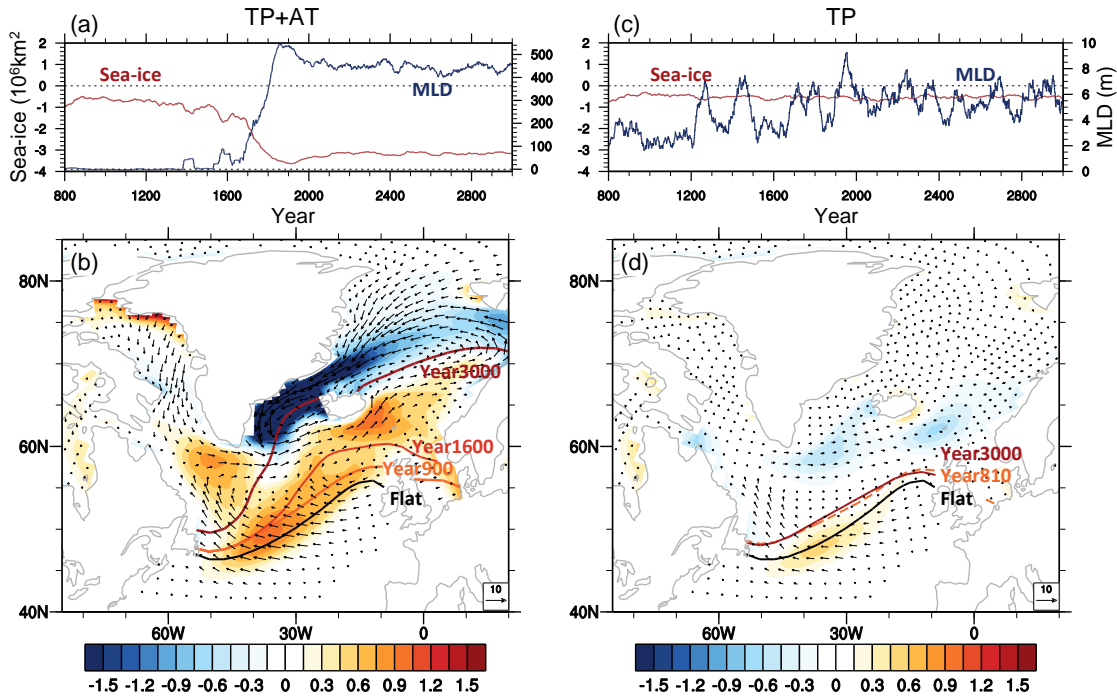 TP+AT
TP
(a)
(c)
Sea-ice (10⁶km²)
2
1
0
-1
-2
-3
-4
Sea-ice
MLD
500
400
300
200
100
0
800 1200 1600 2000 2400 2800
Year
2
1
0
-1
-2
-3
-4
Sea-ice
MLD
10
8
6
4
2
0
MLD (m)
800 1200 1600 2000 2400 2800
Year
(b)
80N
60N
40N
Year3000
Year1600
Year900
Flat
10
60W 30W 0
-1.5 -1.2 -0.9 -0.6 -0.3 0 0.3 0.6 0.9 1.2 1.5
(d)
80N
60N
40N
Year3000
Year810
Flat
10
60W 30W 0
-1.5 -1.2 -0.9 -0.6 -0.3 0 0.3 0.6 0.9 1.2 1.5